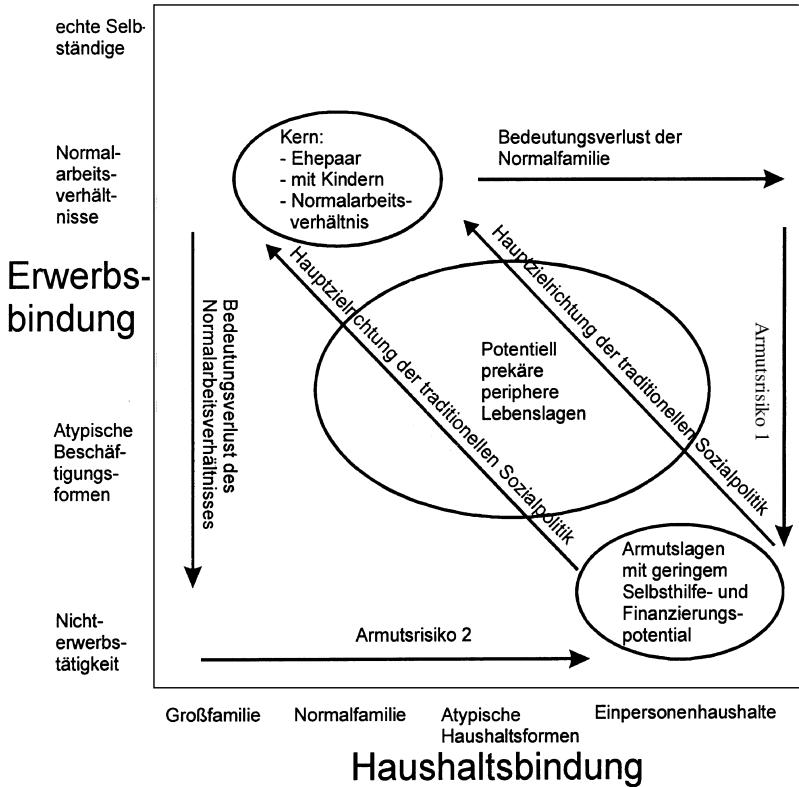 echte Selb-
ständige
Normal-
arbeits-
verhält-
nisse
Erwerbs-
bindung
Atypische
Beschäf-
tigungs-
formen
Nicht-
erwerbs-
tätigkeit
Kern:
- Ehepaar
- mit Kindern
- Normalarbeits-
verhältnis
Bedeutungsverlust der
Normalfamilie
Bedeutungsverlust des
Normalarbeitsverhältnisses
Hauptzielrichtung der traditionellen Sozialpolitik
Hauptzielrichtung der traditionellen Sozialpolitik
Potentiell
prekäre
periphere
Lebenslagen
Armutsrisiko 1
Armutslagen
mit geringem
Selbsthilfe- und
Finanzierungs-
potential
Armutsrisiko 2
Großfamilie
Normalfamilie
Atypische
Haushaltsformen
Einpersonenhaushalte
Haushaltsbindung